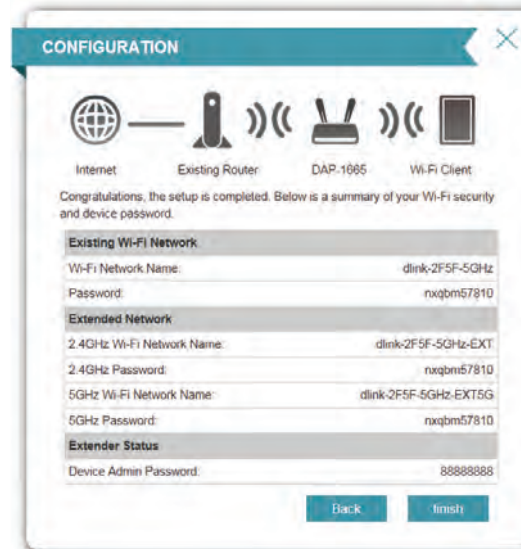 CONFIGURATION
Internet Existing Router DAP-1665 Wi-Fi Client
Congratulations, the setup is completed. Below is a summary of your Wi-Fi security
and device password.
Existing Wi-Fi Network
Wi-Fi Network Name: dlink-2F5F-5GHz
Password: nxqbm57810
Extended Network
2.4GHz Wi-Fi Network Name: dlink-2F5F-5GHz-EXT
2.4GHz Password: nxqbm57810
5GHz Wi-Fi Network Name: dlink-2F5F-5GHz-EXT5G
5GHz Password: nxqbm57810
Extender Status
Device Admin Password: 88888888
Back finish